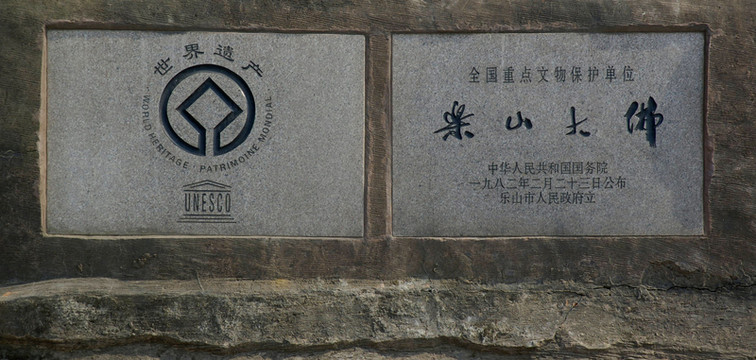 世界遗产
WORLD HERITAGE · PATRIMOINE MONDIAL ·
UNESCO
全国重点文物保护单位
乐山大佛
中华人民共和国国务院
一九八二年二月二十三日公布
乐山市人民政府立